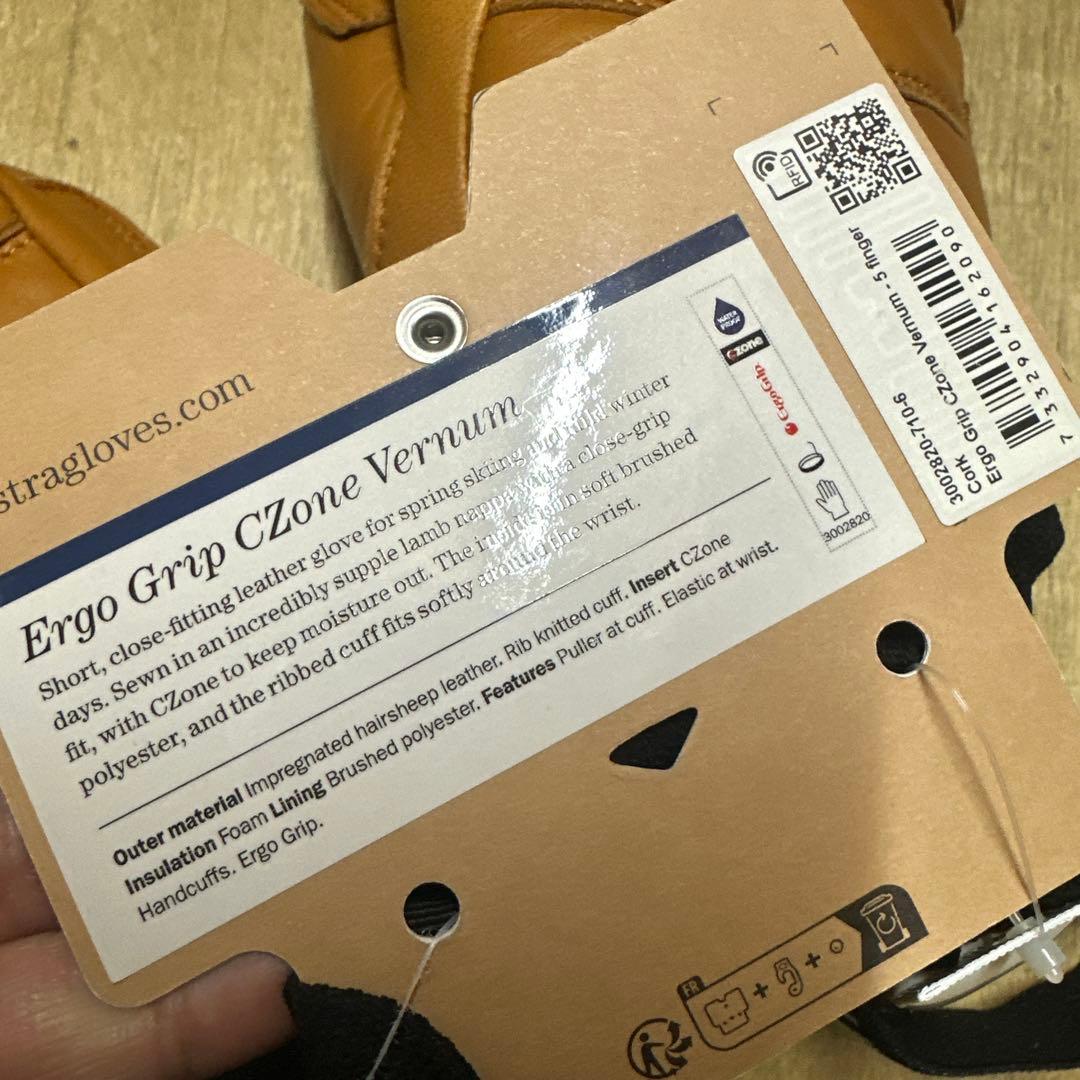 stragloves.com
Ergo Grip CZone Vernum
Short, close-fitting leather glove for spring skiing and mild winter
days. Sewn in an incredibly supple lamb nappa with a close-grip
fit, with CZone to keep moisture out. The inside is in soft brushed
polyester, and the ribbed cuff fits softly around the wrist.
Outer material Impregnated hairsheep leather. Rib knitted cuff. Insert CZone
Insulation Foam Lining Brushed polyester. Features Puller at cuff. Elastic at wrist.
Handcuffs. Ergo Grip.
WATER
PROOF
CZone
ErgoGrip
3002820
RFID
3002820-710-6
Cork
Ergo Grip CZone Vernum - 5 finger
7332904162090
FR